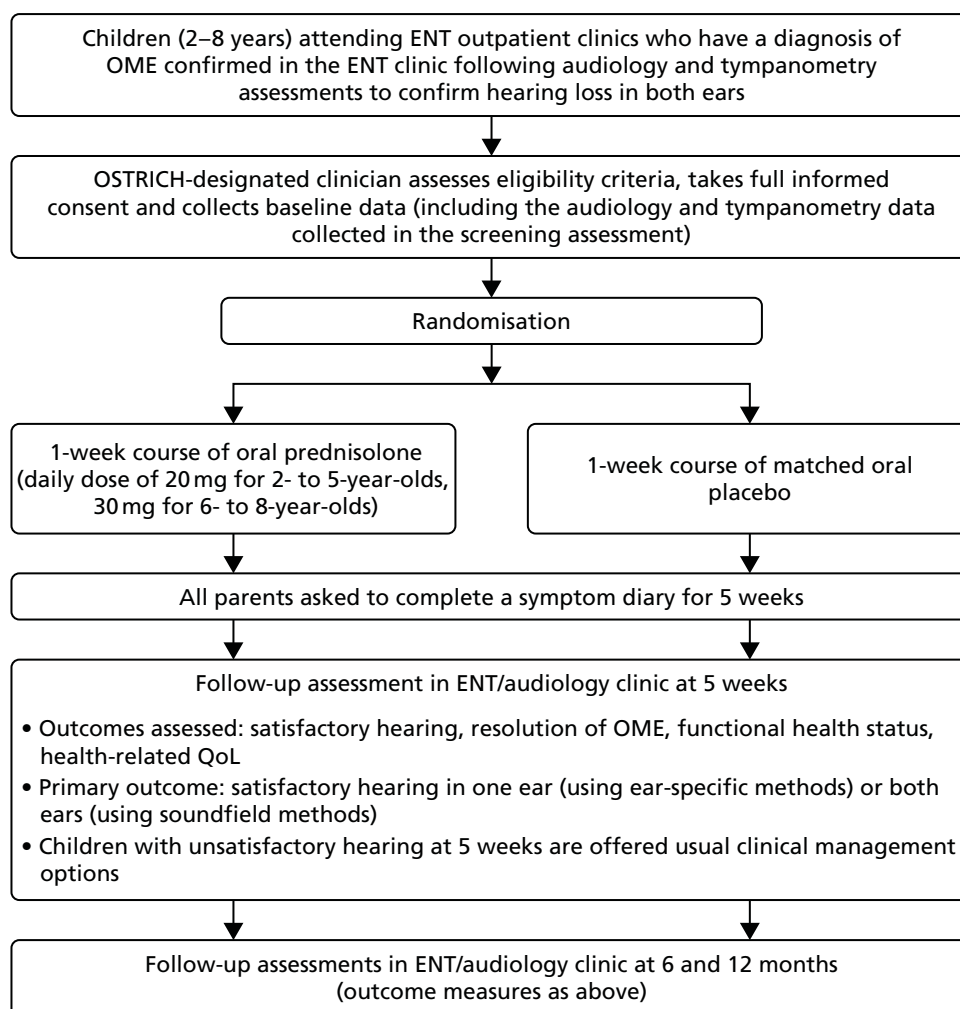 Children (2–8 years) attending ENT outpatient clinics who have a diagnosis of
OME confirmed in the ENT clinic following audiology and tympanometry
assessments to confirm hearing loss in both ears
OSTRICH-designated clinician assesses eligibility criteria, takes full informed
consent and collects baseline data (including the audiology and tympanometry data
collected in the screening assessment)
Randomisation
1-week course of oral prednisolone
(daily dose of 20 mg for 2- to 5-year-olds,
30 mg for 6- to 8-year-olds)
1-week course of matched oral
placebo
All parents asked to complete a symptom diary for 5 weeks
Follow-up assessment in ENT/audiology clinic at 5 weeks
• Outcomes assessed: satisfactory hearing, resolution of OME, functional health status,
health-related QoL
• Primary outcome: satisfactory hearing in one ear (using ear-specific methods) or both
ears (using soundfield methods)
• Children with unsatisfactory hearing at 5 weeks are offered usual clinical management
options
Follow-up assessments in ENT/audiology clinic at 6 and 12 months
(outcome measures as above)